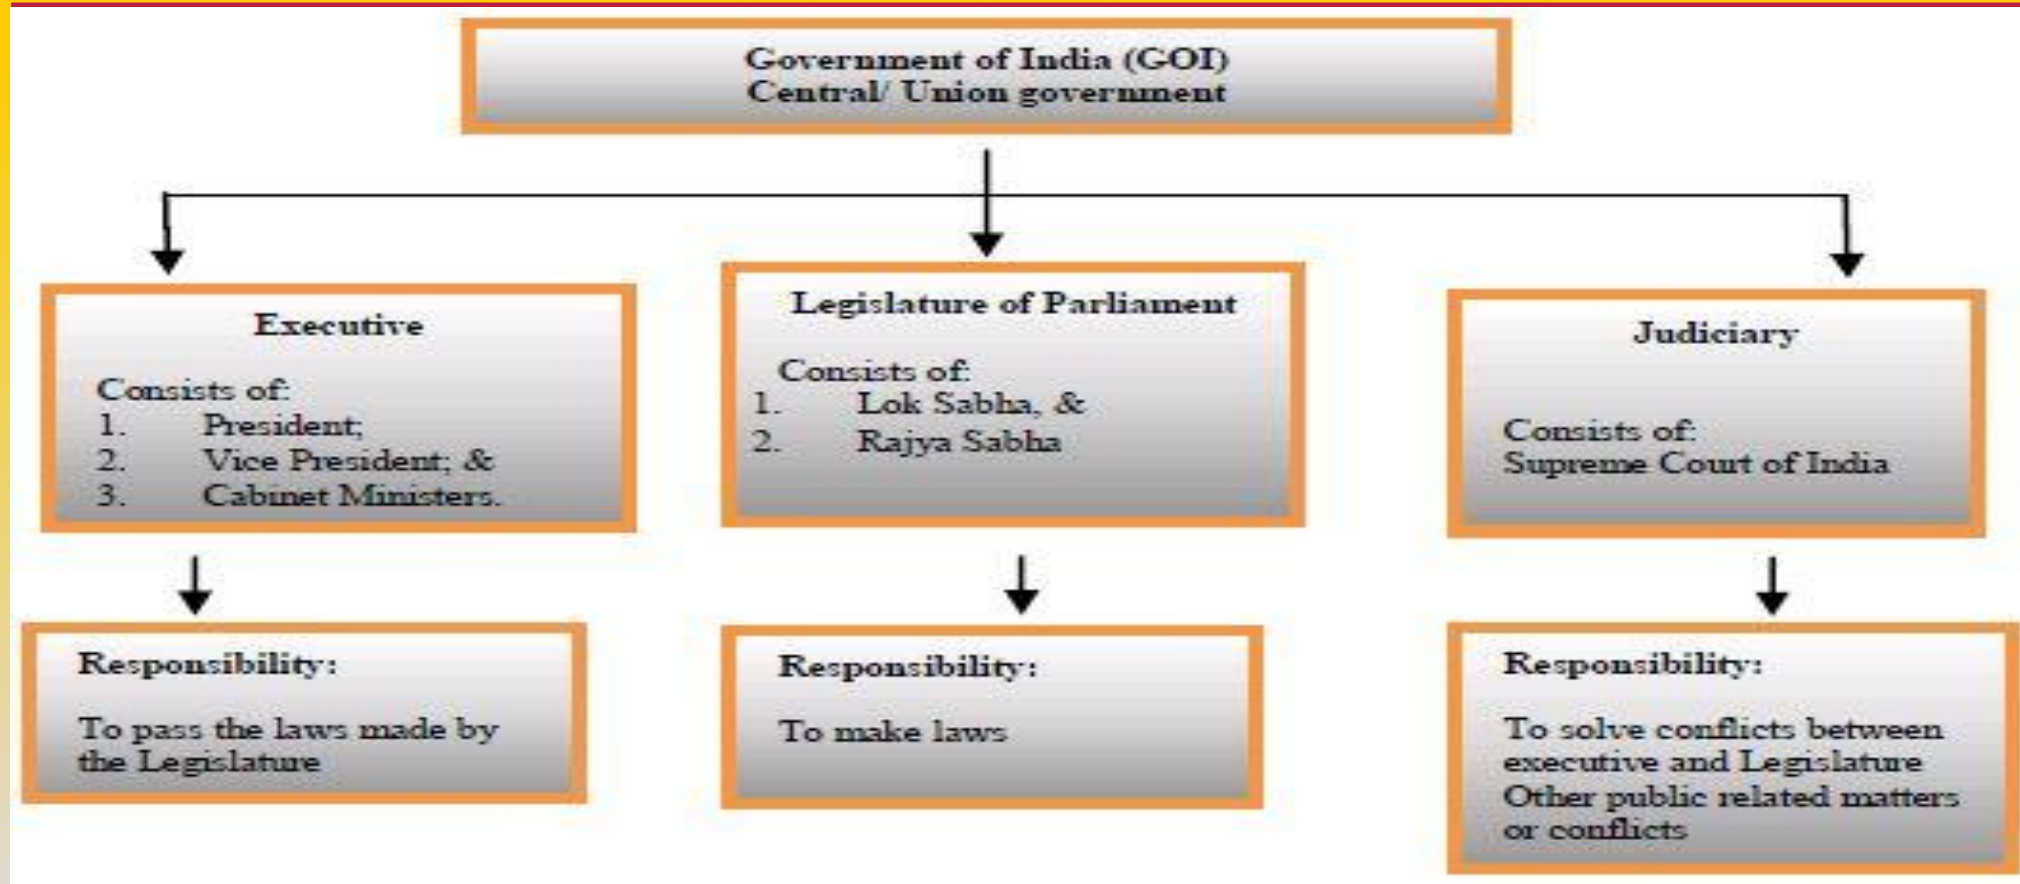 Government of India (GOI)
Central/ Union government
Executive
Consists of:
1. President;
2. Vice President; &
3. Cabinet Ministers.
Legislature of Parliament
Consists of:
1. Lok Sabha, &
2. Rajya Sabha
Judiciary
Consists of:
Supreme Court of India
Responsibility:
To pass the laws made by
the Legislature
Responsibility:
To make laws
Responsibility:
To solve conflicts between
executive and Legislature
Other public related matters
or conflicts